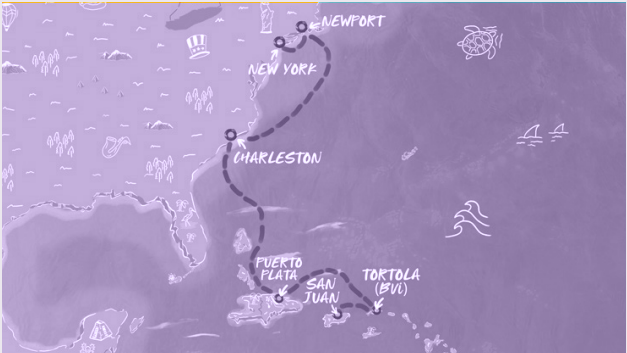 NEWPORT
NEW YORK
CHARLESTON
PUERTO
PLATA
SAN
JUAN
TORTOLA
(BVI)